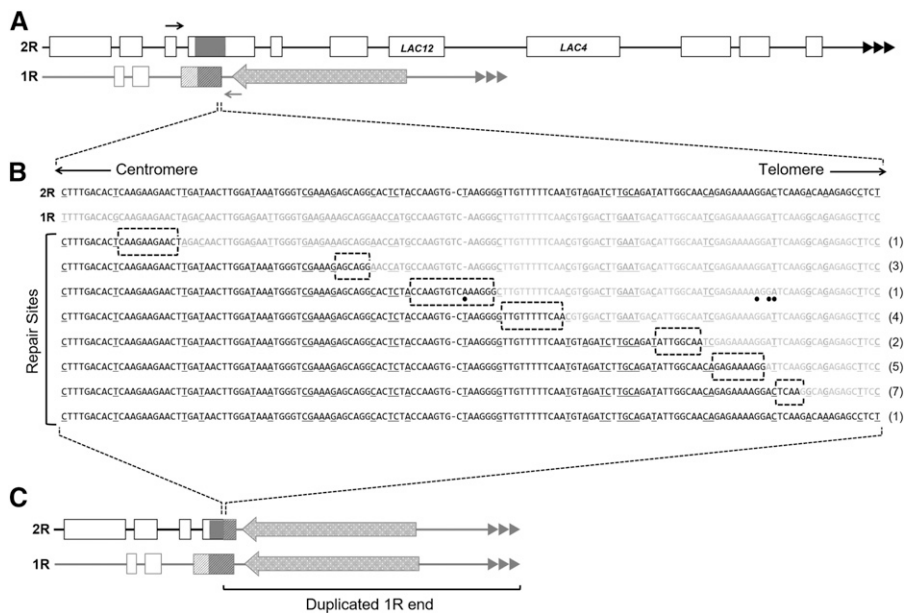 A
2R
LAC12
LAC4
1R
Centromere
Telomere
B
2R CTTTGACACTCAAGAAGAACTTGATAACTTGGATAAATGGGTCGAAAGAGCAGGCACTCTACCAAGTG-CTAAGGGGTTGTTTTTCAATGTAGATCTTGCAGATATTGGCAACAGAGAAAAGGACTCAAGACAAAGAGCCTCT
1R TTTTGACACGCAAGAAGAACTAGACAACTTGGAGAATTGGGTGAAGAAAGCAGGAACCATGCCAAGTGTC-AAGGGCTTGTTTTTCAACGTGGACTTGAATGACATTGGCAATCGAGAAAAGGATTCAAGGCAGAGAGCTTCC
Repair Sites
CTTTGACACTCAAGAAGAACTAGACAACTTGGAGAATTGGGTGAAGAAAGCAGGAACCATGCCAAGTGTC-AAGGGCTTGTTTTTCAACGTGGACTTGAATGACATTGGCAATCGAGAAAAGGATTCAAGGCAGAGAGCTTCC (1)
CTTTGACACTCAAGAAGAACTTGATAACTTGGATAAATGGGTCGAAAGAGCAGGAACCATGCCAAGTGTC-AAGGGCTTGTTTTTCAACGTGGACTTGAATGACATTGGCAATCGAGAAAAGGATTCAAGGCAGAGAGCTTCC (3)
CTTTGACACTCAAGAAGAACTTGATAACTTGGATAAATGGGTCGAAAGAGCAGGCACTCTACCAAGTGTCAAAGGGCTTGTTTTTCAACGTGGACTTGAATGACATTGGCAATCGAGAAAAAGGATCAAGGCAGAGAGCTTCC (1)
CTTTGACACTCAAGAAGAACTTGATAACTTGGATAAATGGGTCGAAAGAGCAGGCACTCTACCAAGTG-CTAAGGGGTTGTTTTTCAACGTGGACTTGAATGACATTGGCAATCGAGAAAAGGATTCAAGGCAGAGAGCTTCC (4)
CTTTGACACTCAAGAAGAACTTGATAACTTGGATAAATGGGTCGAAAGAGCAGGCACTCTACCAAGTG-CTAAGGGGTTGTTTTTCAATGTAGATCTTGCAGATATTGGCAATCGAGAAAAGGATTCAAGGCAGAGAGCTTCC (2)
CTTTGACACTCAAGAAGAACTTGATAACTTGGATAAATGGGTCGAAAGAGCAGGCACTCTACCAAGTG-CTAAGGGGTTGTTTTTCAATGTAGATCTTGCAGATATTGGCAACAGAGAAAAGGATTCAAGGCAGAGAGCTTCC (5)
CTTTGACACTCAAGAAGAACTTGATAACTTGGATAAATGGGTCGAAAGAGCAGGCACTCTACCAAGTG-CTAAGGGGTTGTTTTTCAATGTAGATCTTGCAGATATTGGCAACAGAGAAAAGGACTCAAGGCAGAGAGCTTCC (7)
CTTTGACACTCAAGAAGAACTTGATAACTTGGATAAATGGGTCGAAAGAGCAGGCACTCTACCAAGTG-CTAAGGGGTTGTTTTTCAATGTAGATCTTGCAGATATTGGCAACAGAGAAAAGGACTCAAGACAAAGAGCCTCT (1)
C
2R
1R
Duplicated 1R end